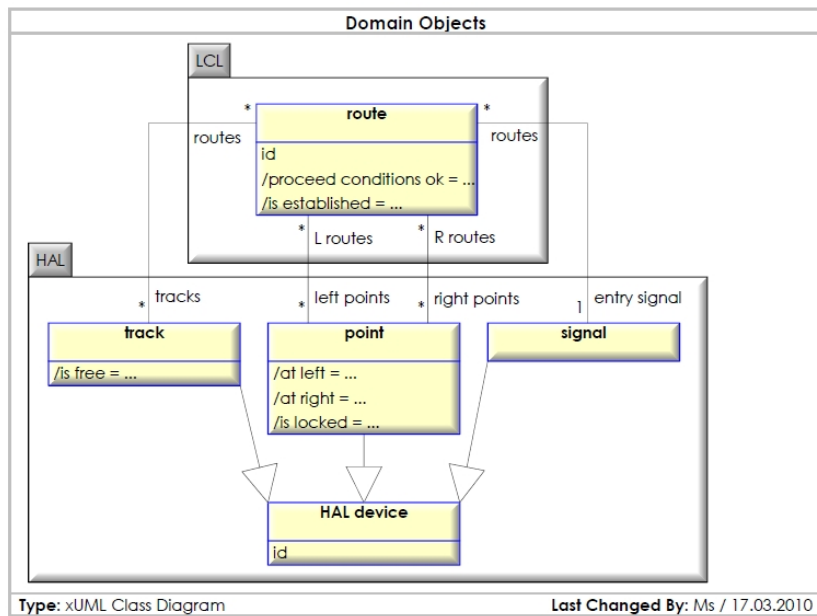 Domain Objects
LCL
* route *
routes routes
id
/proceed conditions ok = ...
/is established = ...
* *
L routes R routes
HAL
tracks left points right points entry signal
* * * 1
track point signal
/is free = ... /at left = ...
/at right = ...
/is locked = ...
HAL device
id
Type: xUML Class Diagram Last Changed By: Ms / 17.03.2010